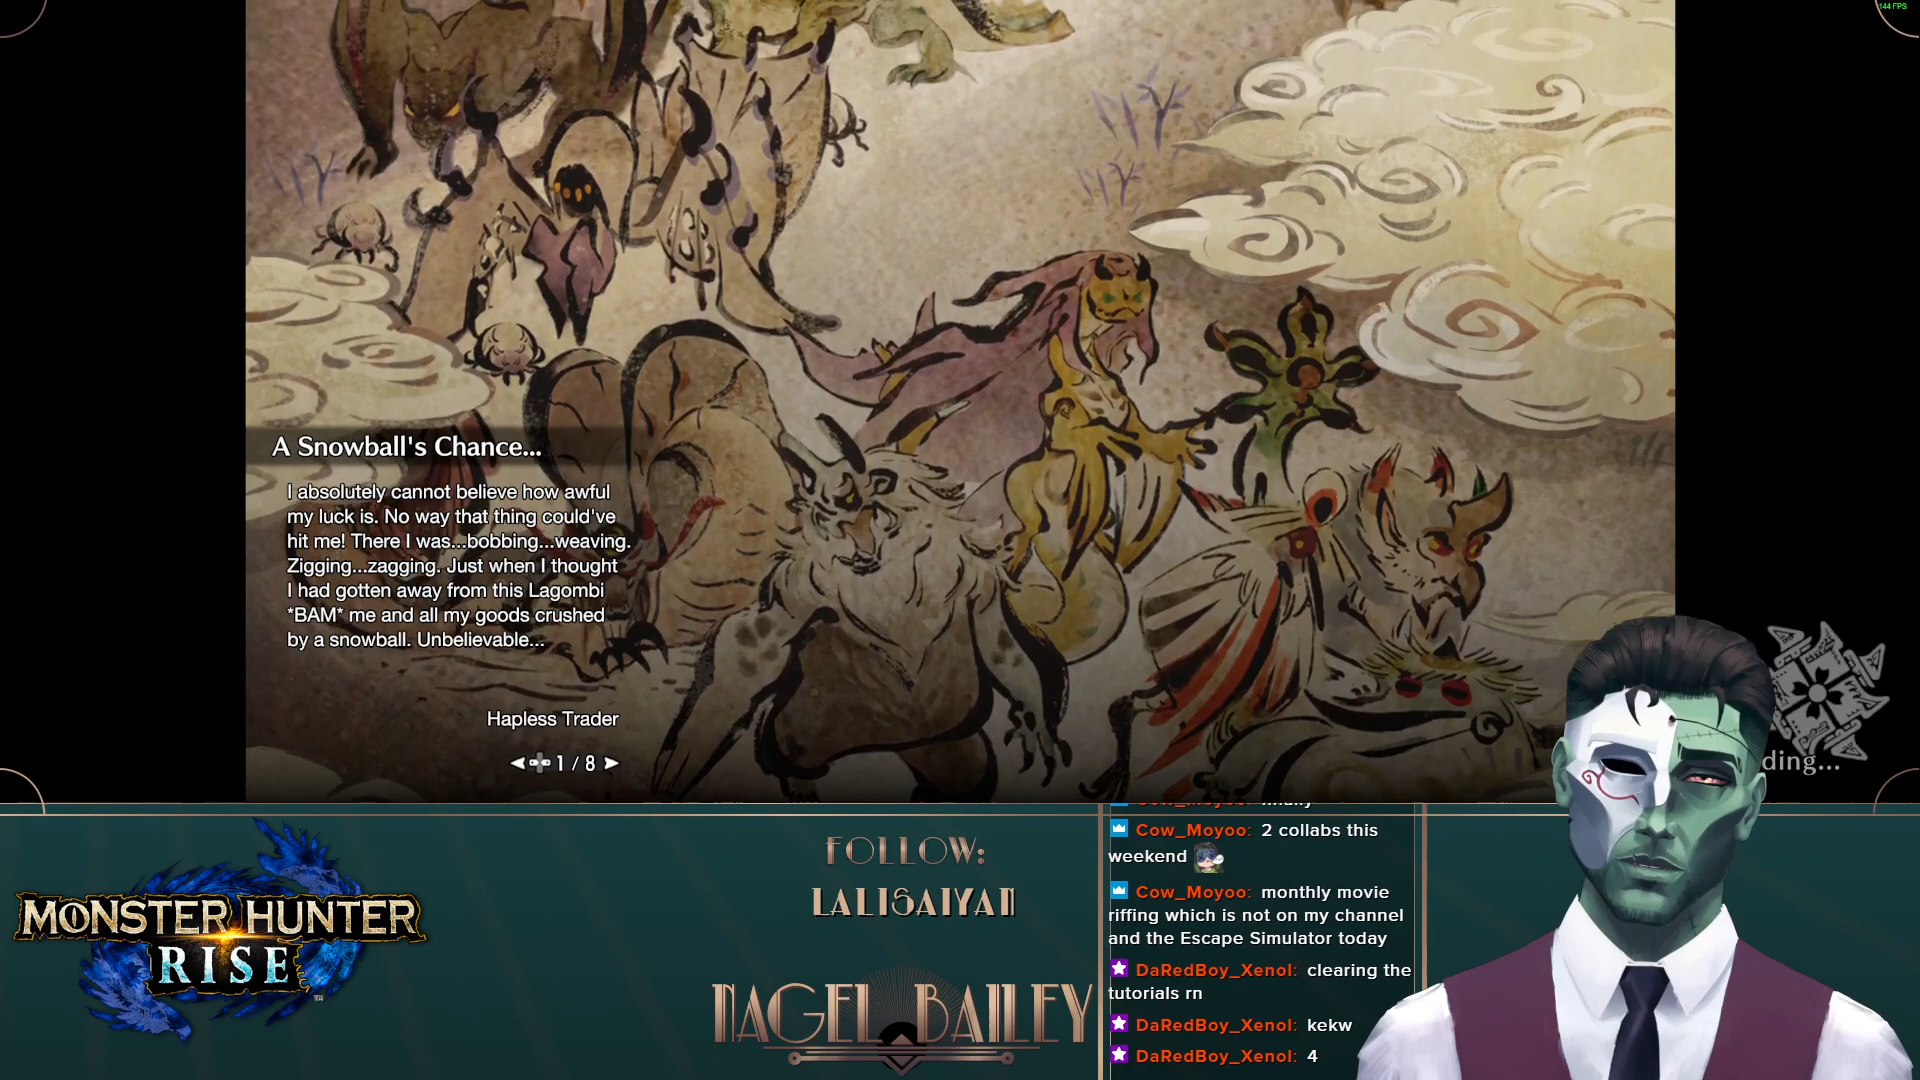 144 FPS
A Snowball's Chance...
I absolutely cannot believe how awful
my luck is. No way that thing could've
hit me! There I was...bobbing...weaving.
Zigging...zagging. Just when I thought
I had gotten away from this Lagombi
*BAM* me and all my goods crushed
by a snowball. Unbelievable...
Hapless Trader
1 / 8
ding...
MONSTER HUNTER
RISE
TM
FOLLOW:
LALISAIYAN
NAGEL BAILEY
Cow_Moyoo: 2 collabs this
weekend
Cow_Moyoo: monthly movie
riffing which is not on my channel
and the Escape Simulator today
DaRedBoy_Xenol: clearing the
tutorials rn
DaRedBoy_Xenol: kekw
DaRedBoy_Xenol: 4